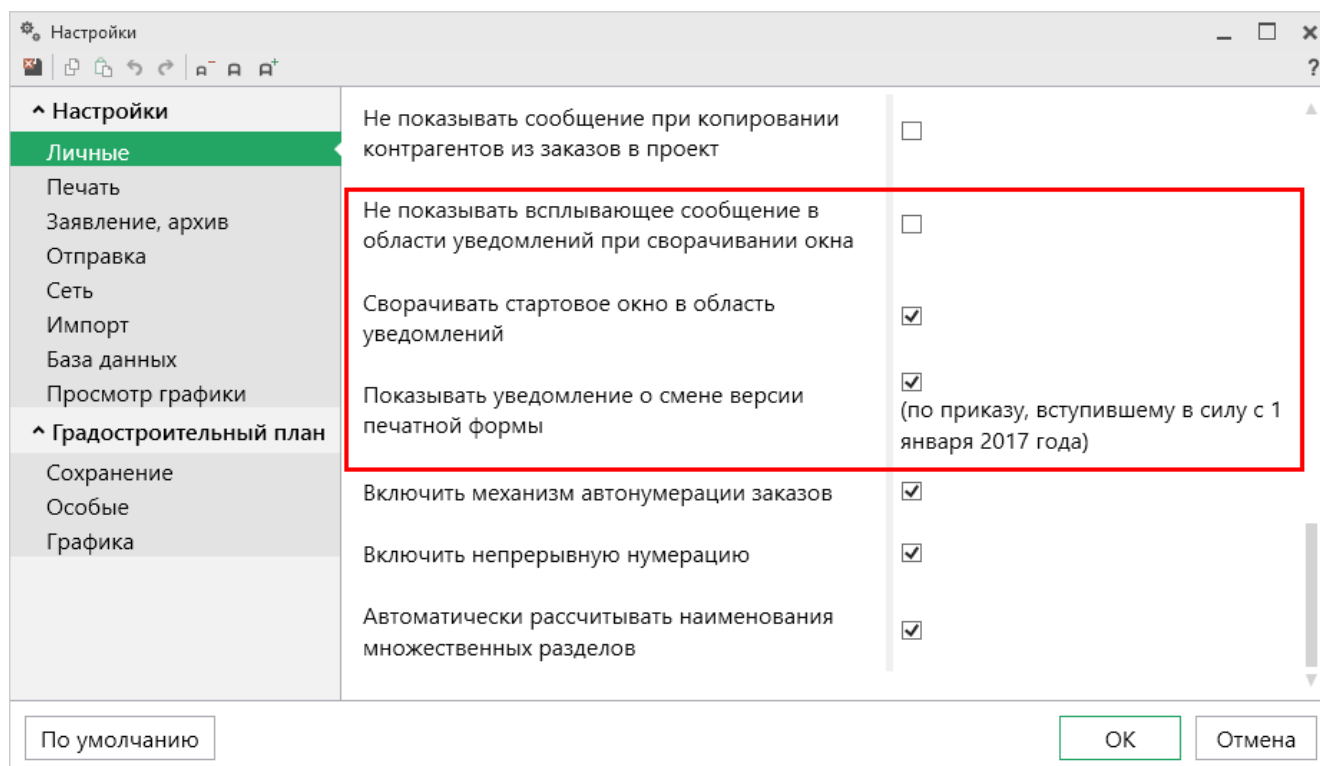 Настройки
?
Настройки
Личные
Печать
Заявление, архив
Отправка
Сеть
Импорт
База данных
Просмотр графики
Градостроительный план
Сохранение
Особые
Графика
Не показывать сообщение при копировании
контрагентов из заказов в проект
Не показывать всплывающее сообщение в
области уведомлений при сворачивании окна
Сворачивать стартовое окно в область
уведомлений
Показывать уведомление о смене версии
печатной формы
(по приказу, вступившему в силу с 1
января 2017 года)
Включить механизм автонумерации заказов
Включить непрерывную нумерацию
Автоматически рассчитывать наименования
множественных разделов
По умолчанию
ОК
Отмена